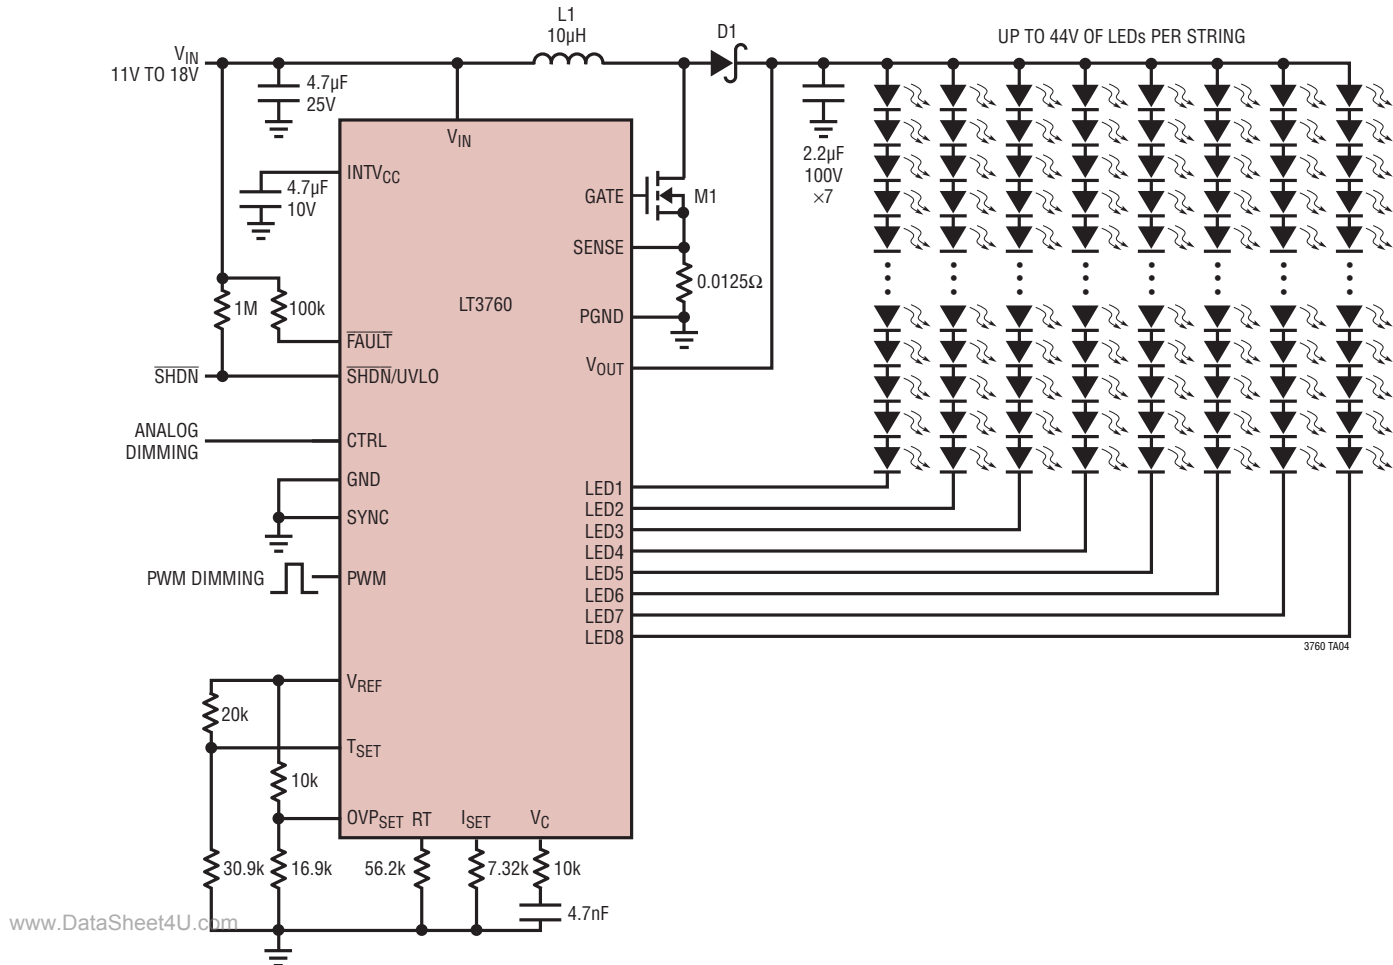 L1
10µH
D1
UP TO 44V OF LEDs PER STRING
VIN
11V TO 18V
4.7µF
25V
VIN
2.2µF
100V
×7
INTVCC
4.7µF
10V
GATE
M1
SENSE
0.0125Ω
LT3760
1M
100k
PGND
FAULT
VOUT
SHDN
SHDN/UVLO
ANALOG
DIMMING
CTRL
GND
SYNC
LED1
LED2
LED3
LED4
LED5
LED6
LED7
LED8
PWM DIMMING
PWM
3760 TA04
VREF
20k
TSET
10k
OVPSET
RT
ISET
VC
30.9k
16.9k
56.2k
7.32k
10k
4.7nF
www.DataSheet4U.com